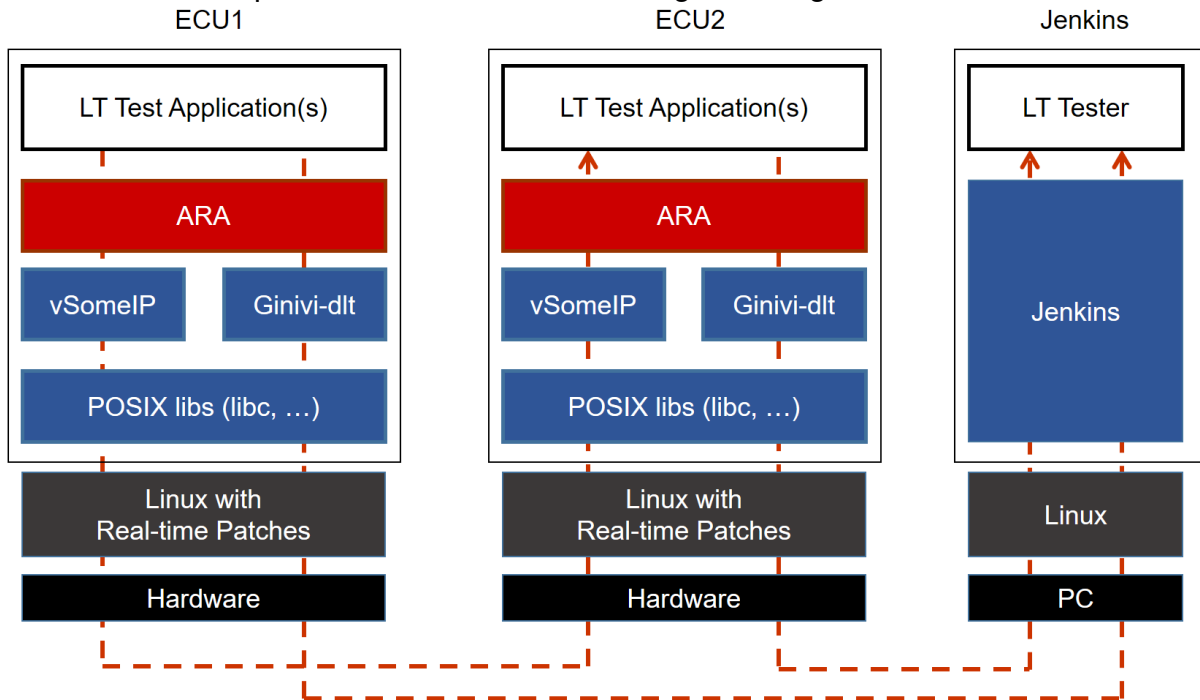 ECU1
LT Test Application(s)
ARA
vSomeIP
Ginivi-dlt
POSIX libs (libc, …)
Linux with
Real-time Patches
Hardware
ECU2
LT Test Application(s)
ARA
vSomeIP
Ginivi-dlt
POSIX libs (libc, …)
Linux with
Real-time Patches
Hardware
Jenkins
LT Tester
Jenkins
Linux
PC